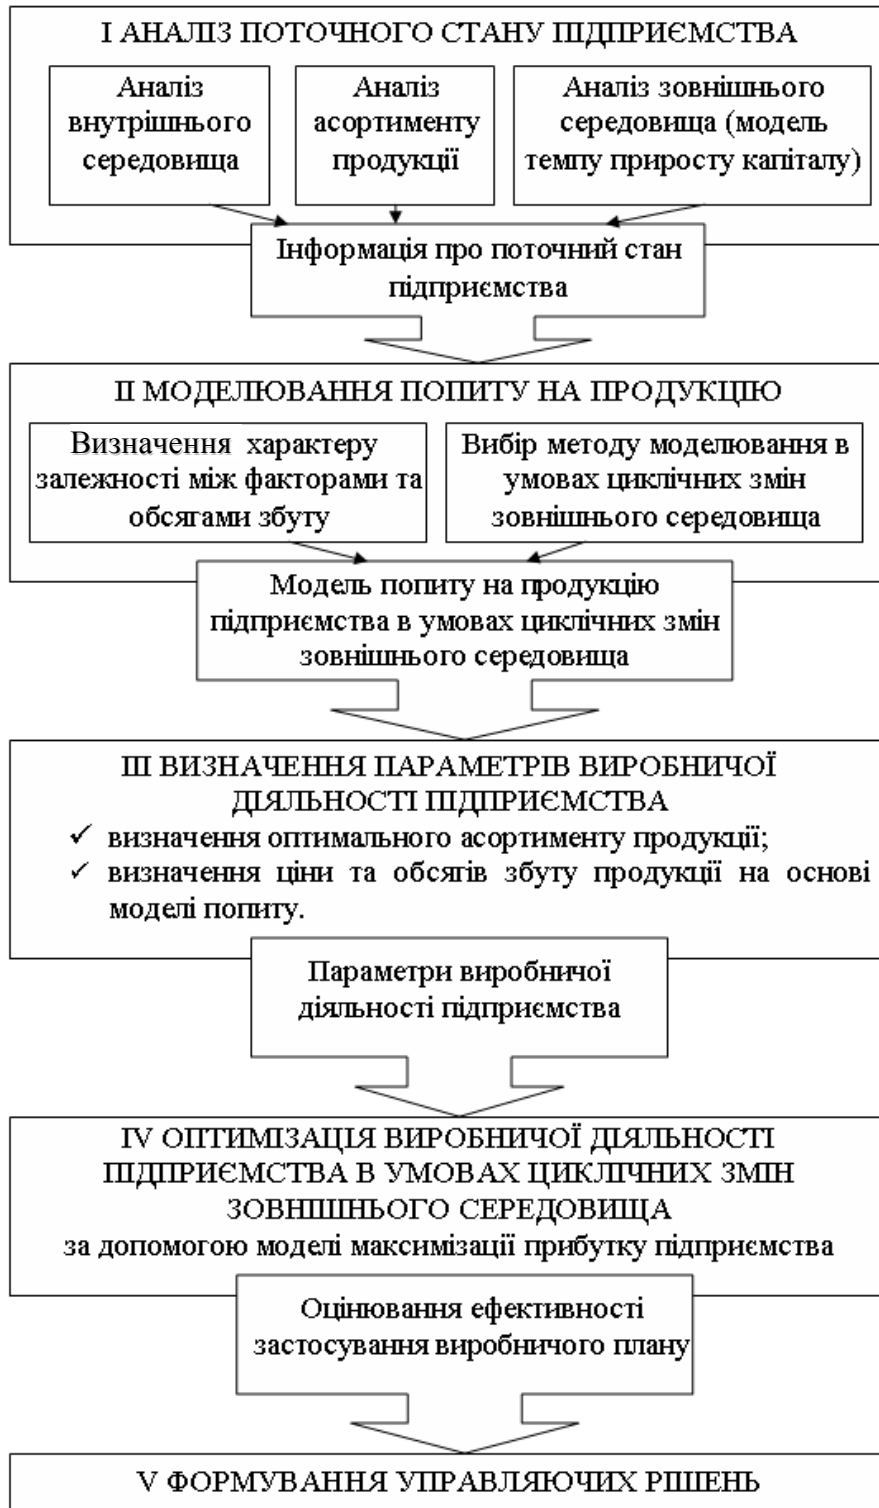 I АНАЛІЗ ПОТОЧНОГО СТАНУ ПІДПРИЄМСТВА
Аналіз
внутрішнього
середовища
Аналіз
асортименту
продукції
Аналіз зовнішнього
середовища (модель
темпу приросту капіталу)
Інформація про поточний стан
підприємства
II МОДЕЛЮВАННЯ ПОПИТУ НА ПРОДУКЦІЮ
Визначення характеру
залежності між факторами та
обсягами збуту
Вибір методу моделювання в
умовах циклічних змін
зовнішнього середовища
Модель попиту на продукцію
підприємства в умовах циклічних змін
зовнішнього середовища
III ВИЗНАЧЕННЯ ПАРАМЕТРІВ ВИРОБНИЧОЇ
ДІЯЛЬНОСТІ ПІДПРИЄМСТВА
✓ визначення оптимального асортименту продукції;
✓ визначення ціни та обсягів збуту продукції на основі
моделі попиту.
Параметри виробничої
діяльності підприємства
IV ОПТИМІЗАЦІЯ ВИРОБНИЧОЇ ДІЯЛЬНОСТІ
ПІДПРИЄМСТВА В УМОВАХ ЦИКЛІЧНИХ ЗМІН
ЗОВНІШНЬОГО СЕРЕДОВИЩА
за допомогою моделі максимізації прибутку підприємства
Оцінювання ефективності
застосування виробничого плану
V ФОРМУВАННЯ УПРАВЛЯЮЧИХ РІШЕНЬ